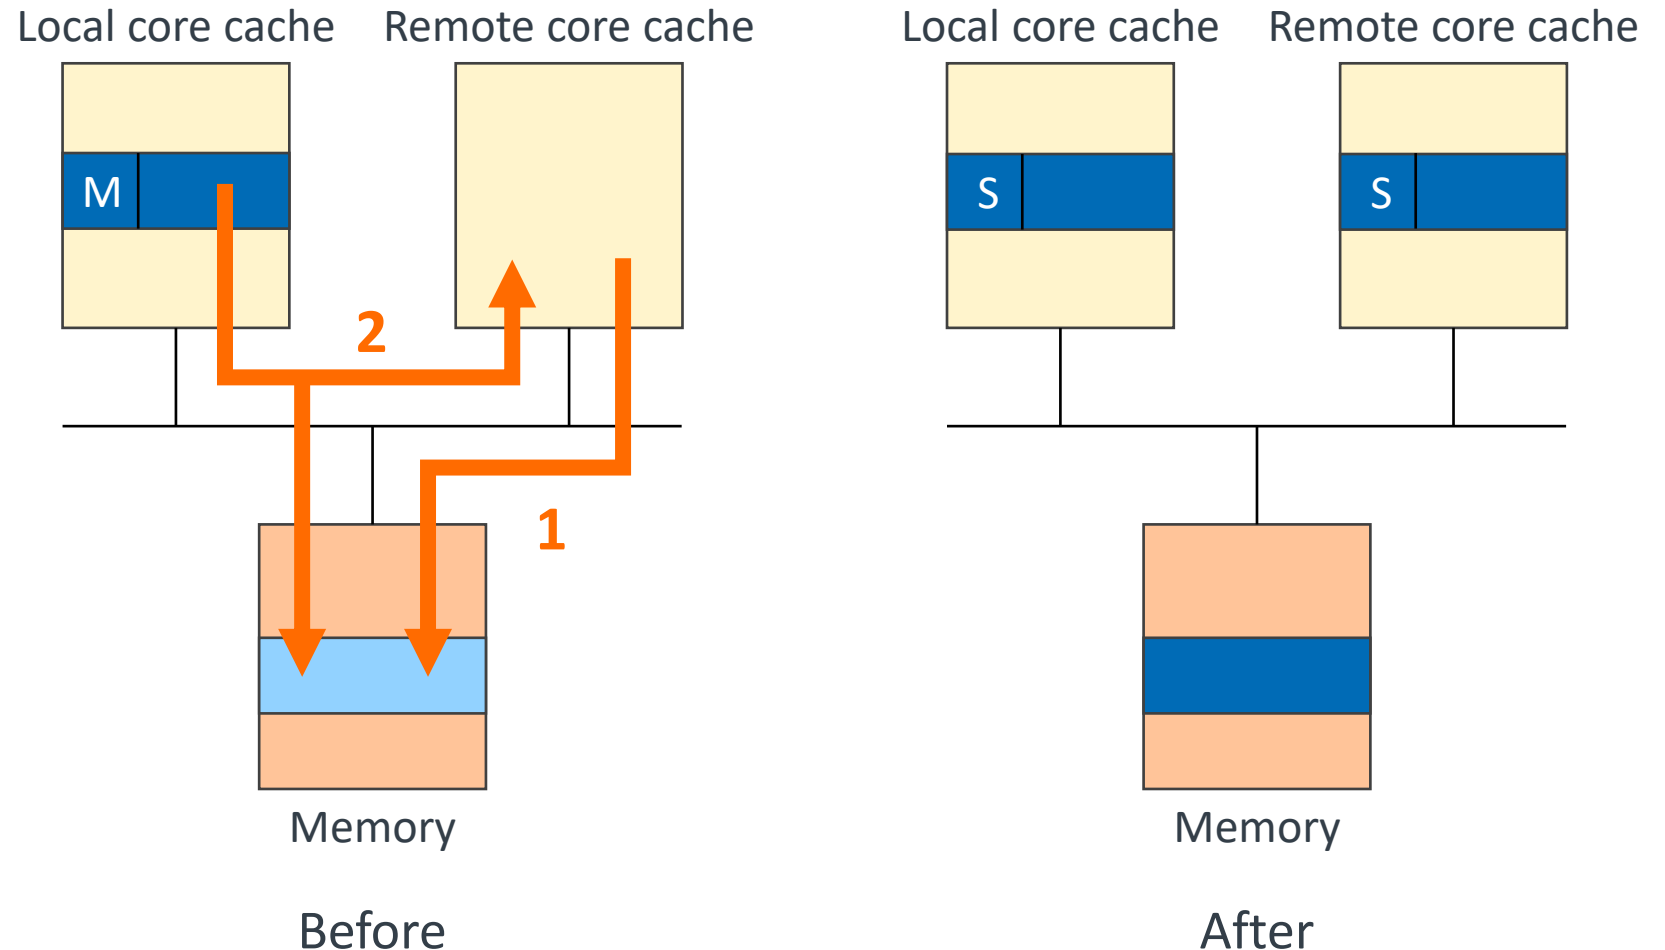 Local core cache
Remote core cache
Local core cache
Remote core cache
M
S
S
2
1
Memory
Memory
Before
After